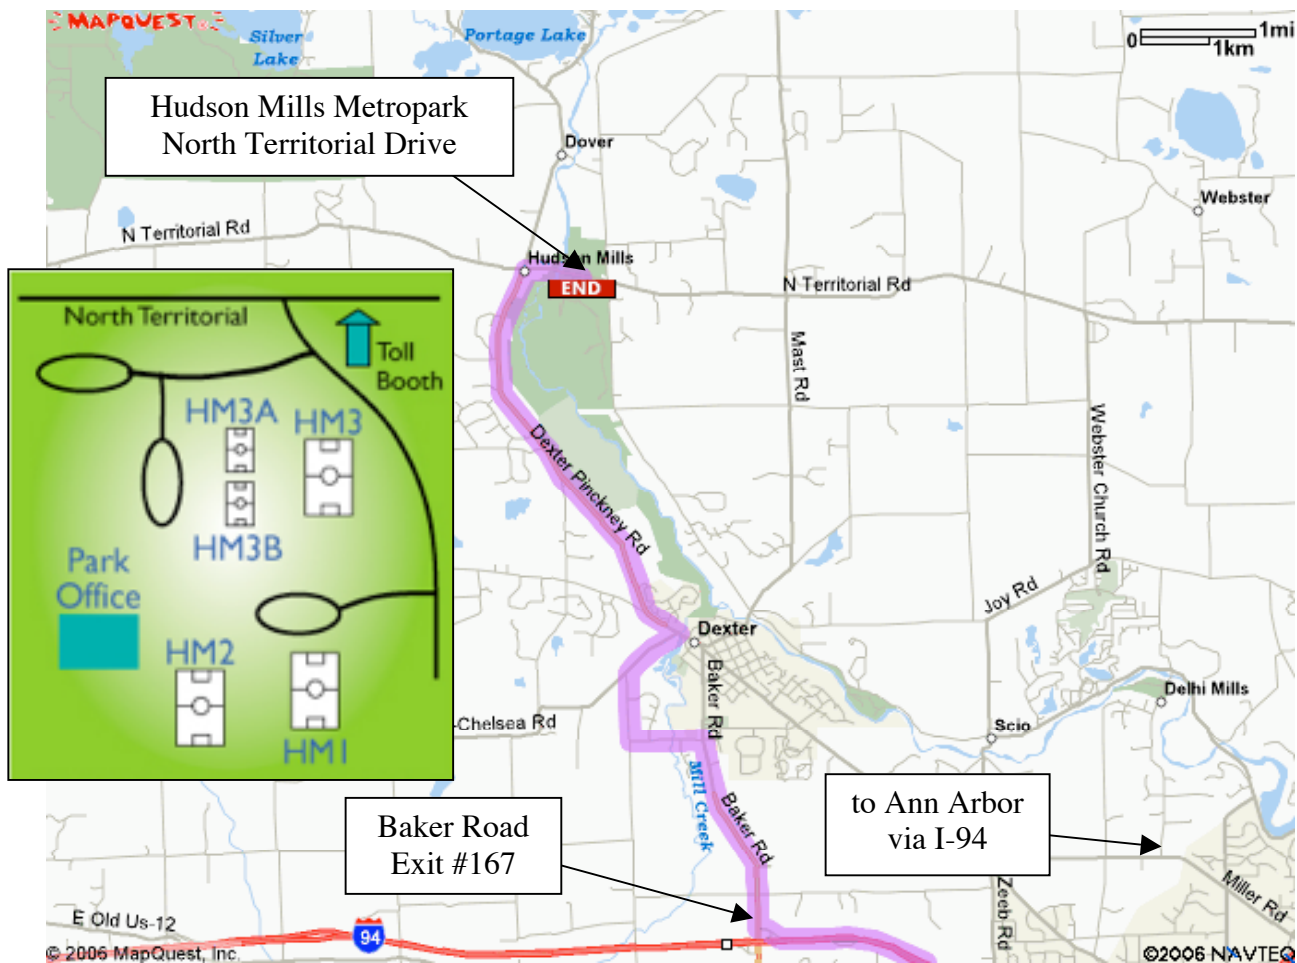 MAPQUEST
Silver
Lake
Portage Lake
0
1mi
1km
Hudson Mills Metropark
North Territorial Drive
Dover
Webster
N Territorial Rd
Hudson Mills
END
N Territorial Rd
North Territorial
Toll
Booth
HM3A
HM3
HM3B
Park
Office
HM2
HM1
Mast Rd
Webster Church Rd
Dexter Pinckney Rd
Joy Rd
Dexter
Baker Rd
Delhi Mills
-Chelsea Rd
Scio
Mill Creek
Baker Rd
to Ann Arbor
via I-94
Baker Road
Exit #167
Zeeb Rd
Miller Rd
E Old Us-12
94
© 2006 MapQuest, Inc.
©2006 NAVTEQ